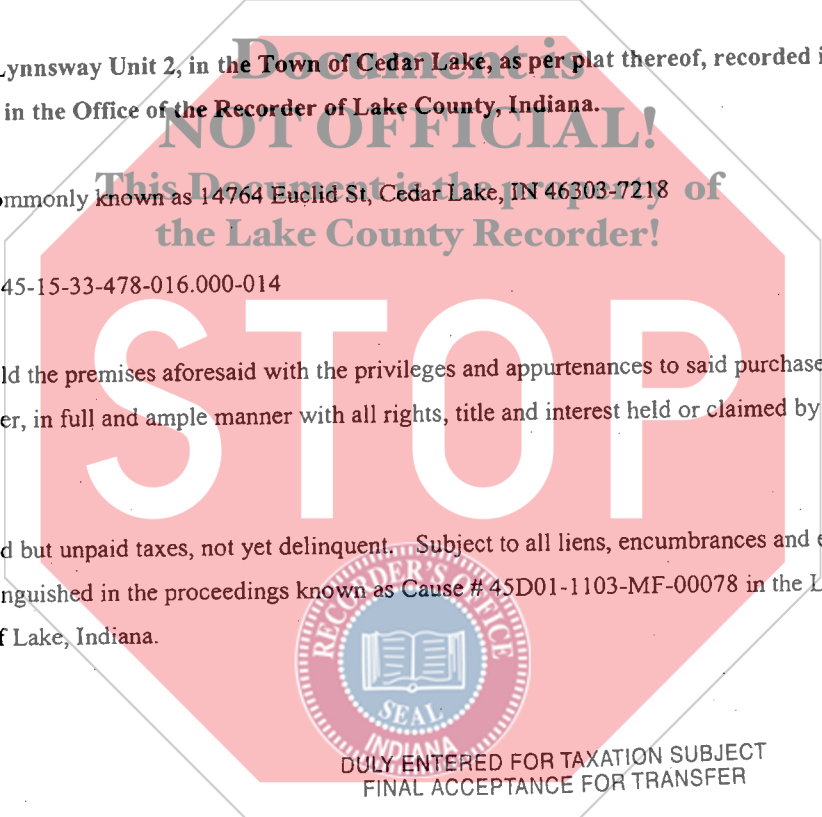 Lynnsway Unit 2, in the Town of Cedar Lake, as per plat thereof, recorded i
Document is
in the Office of the Recorder of Lake County, Indiana.
NOT OFFICIAL!
This Document is the property of
ommonly known as 14764 Euclid St, Cedar Lake, IN 46303-7218
the Lake County Recorder!
45-15-33-478-016.000-014
STOP
ld the premises aforesaid with the privileges and appurtenances to said purchase
er, in full and ample manner with all rights, title and interest held or claimed by
d but unpaid taxes, not yet delinquent. Subject to all liens, encumbrances and e
nguished in the proceedings known as Cause # 45D01-1103-MF-00078 in the L
f Lake, Indiana.
RECORDER'S OFFICE
SEAL
INDIANA
DULY ENTERED FOR TAXATION SUBJECT
FINAL ACCEPTANCE FOR TRANSFER